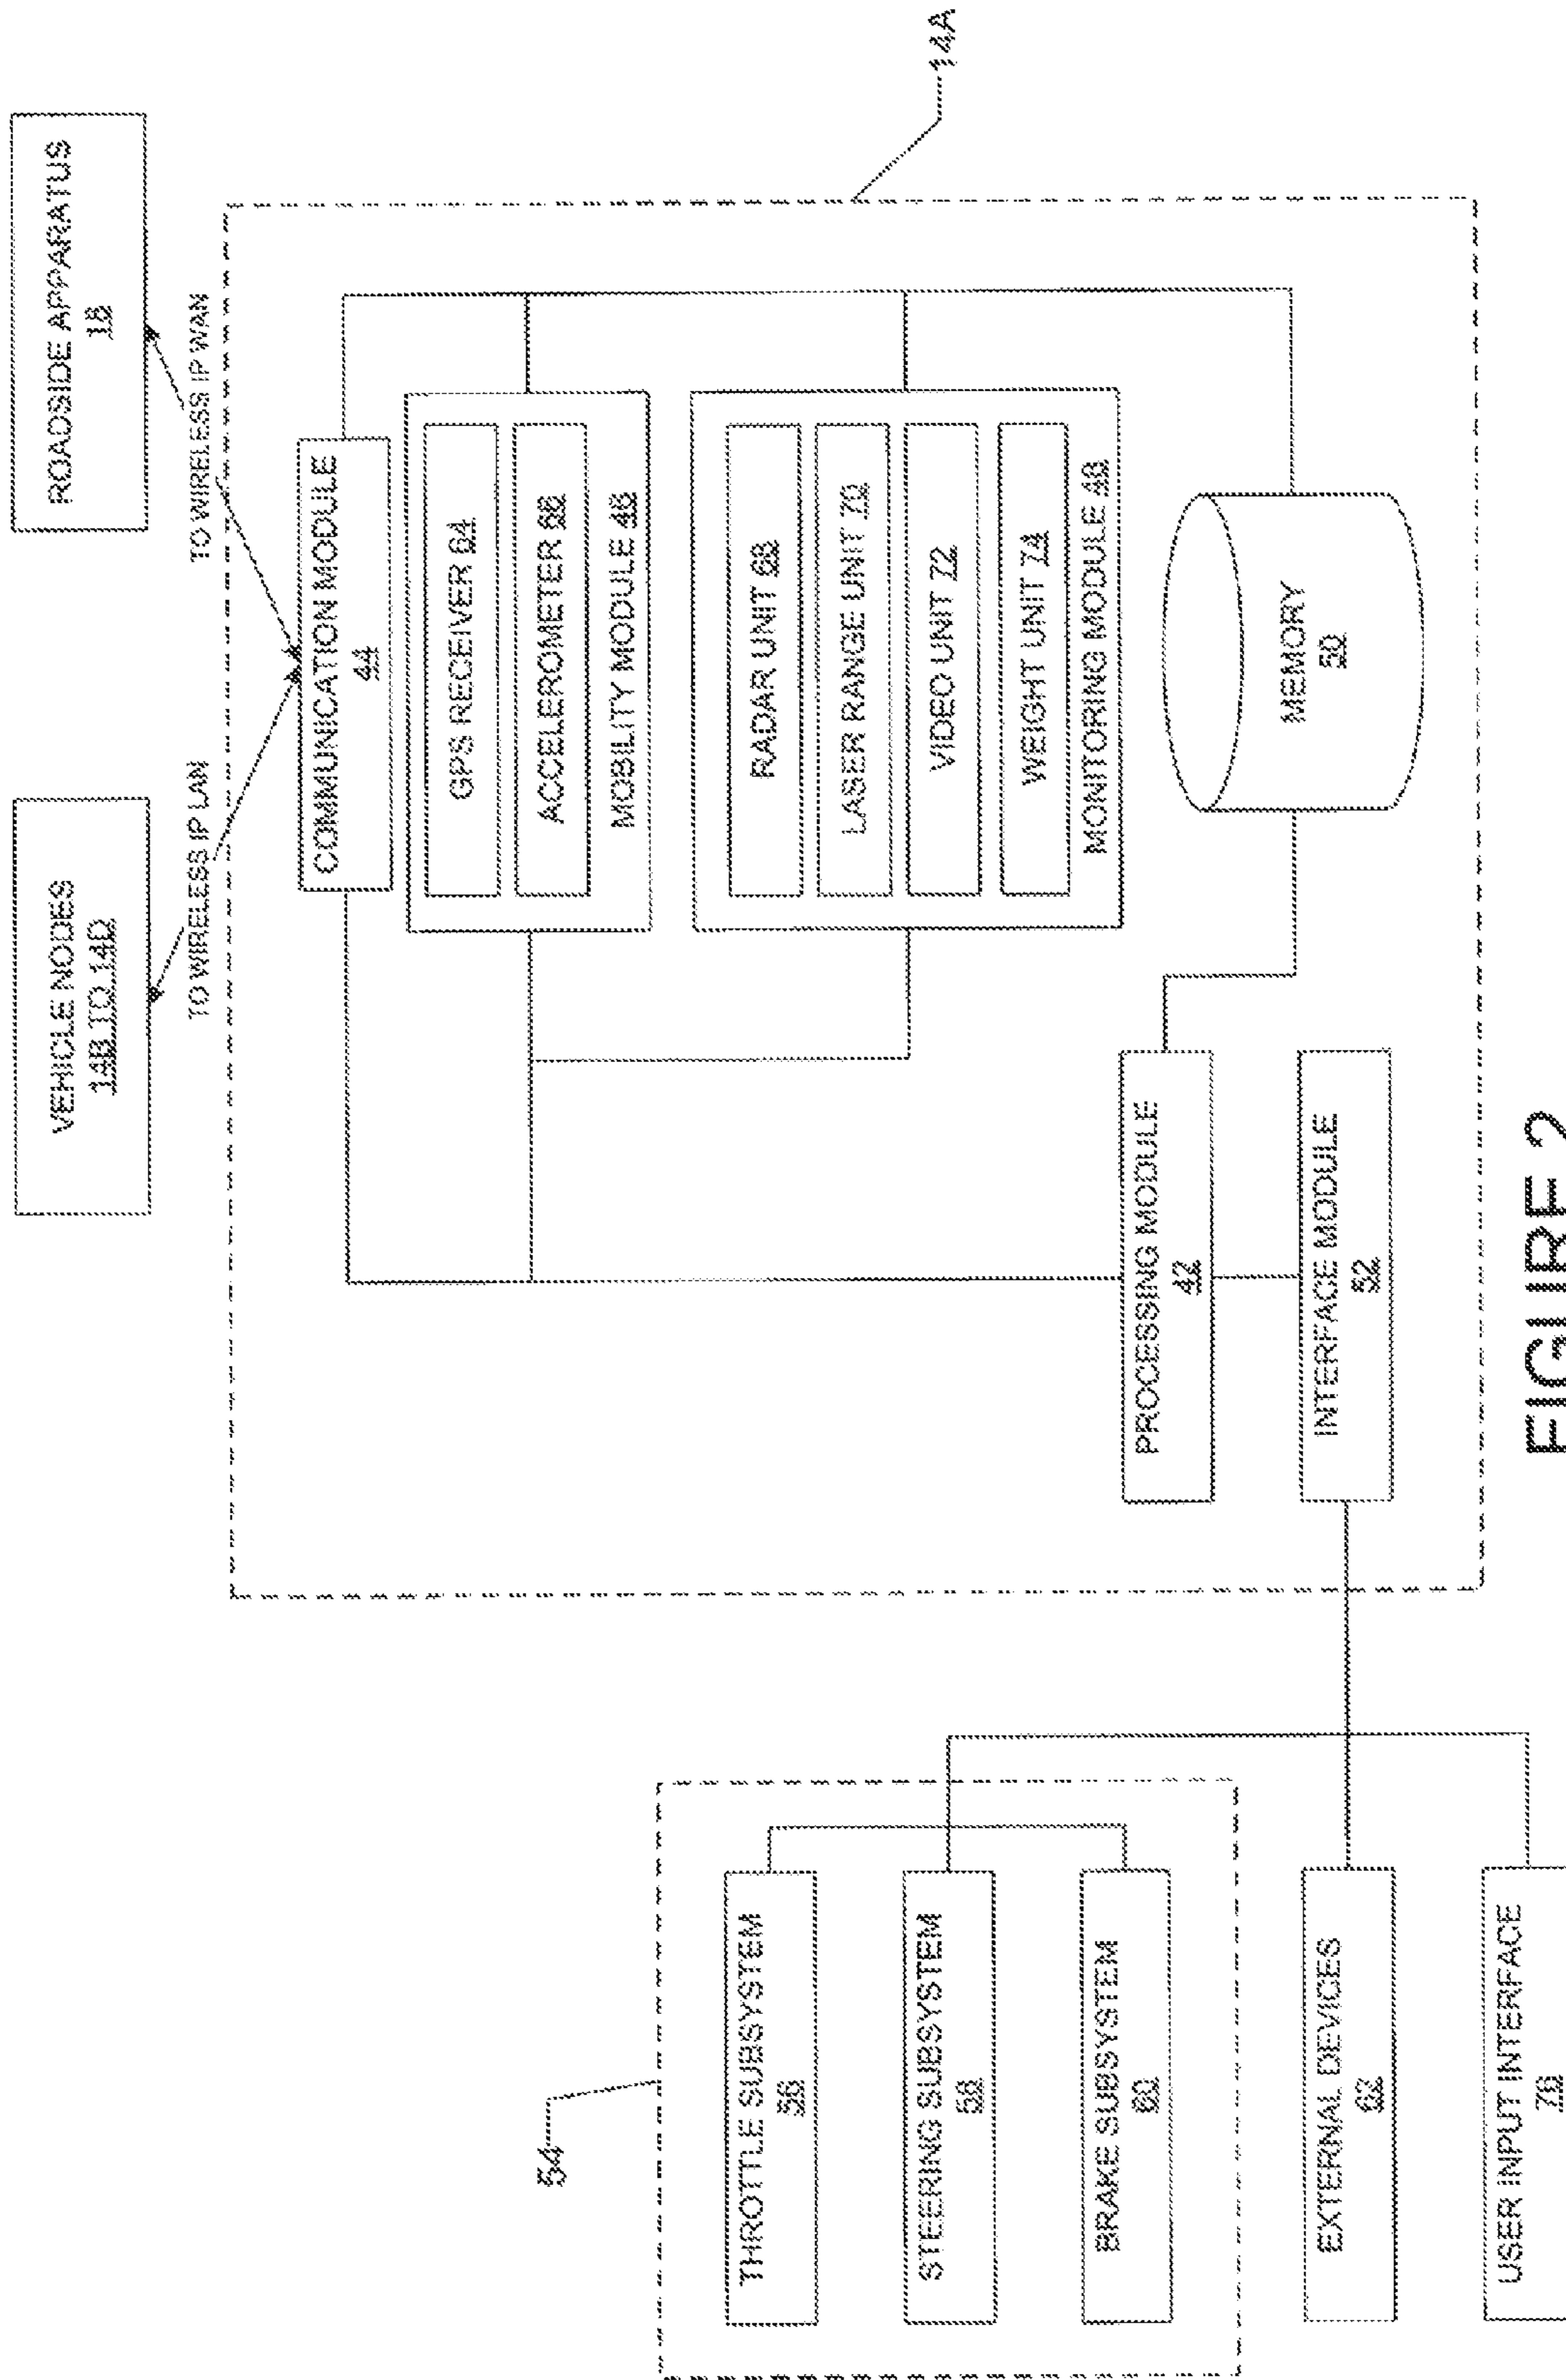 VEHICLE NODES
14B TO 14D
ROADSIDE APPARATUS
18
TO WIRELESS IP LAN
TO WIRELESS IP WAN
14A
COMMUNICATION MODULE
44
GPS RECEIVER 64
ACCELEROMETER 66
MOBILITY MODULE 46
RADAR UNIT 68
LASER RANGE UNIT 70
VIDEO UNIT 72
WEIGHT UNIT 74
MONITORING MODULE 48
MEMORY
50
PROCESSING MODULE
42
INTERFACE MODULE
52
54
THROTTLE SUBSYSTEM
56
STEERING SUBSYSTEM
58
BRAKE SUBSYSTEM
60
EXTERNAL DEVICES
62
USER INPUT INTERFACE
76
FIGURE 2